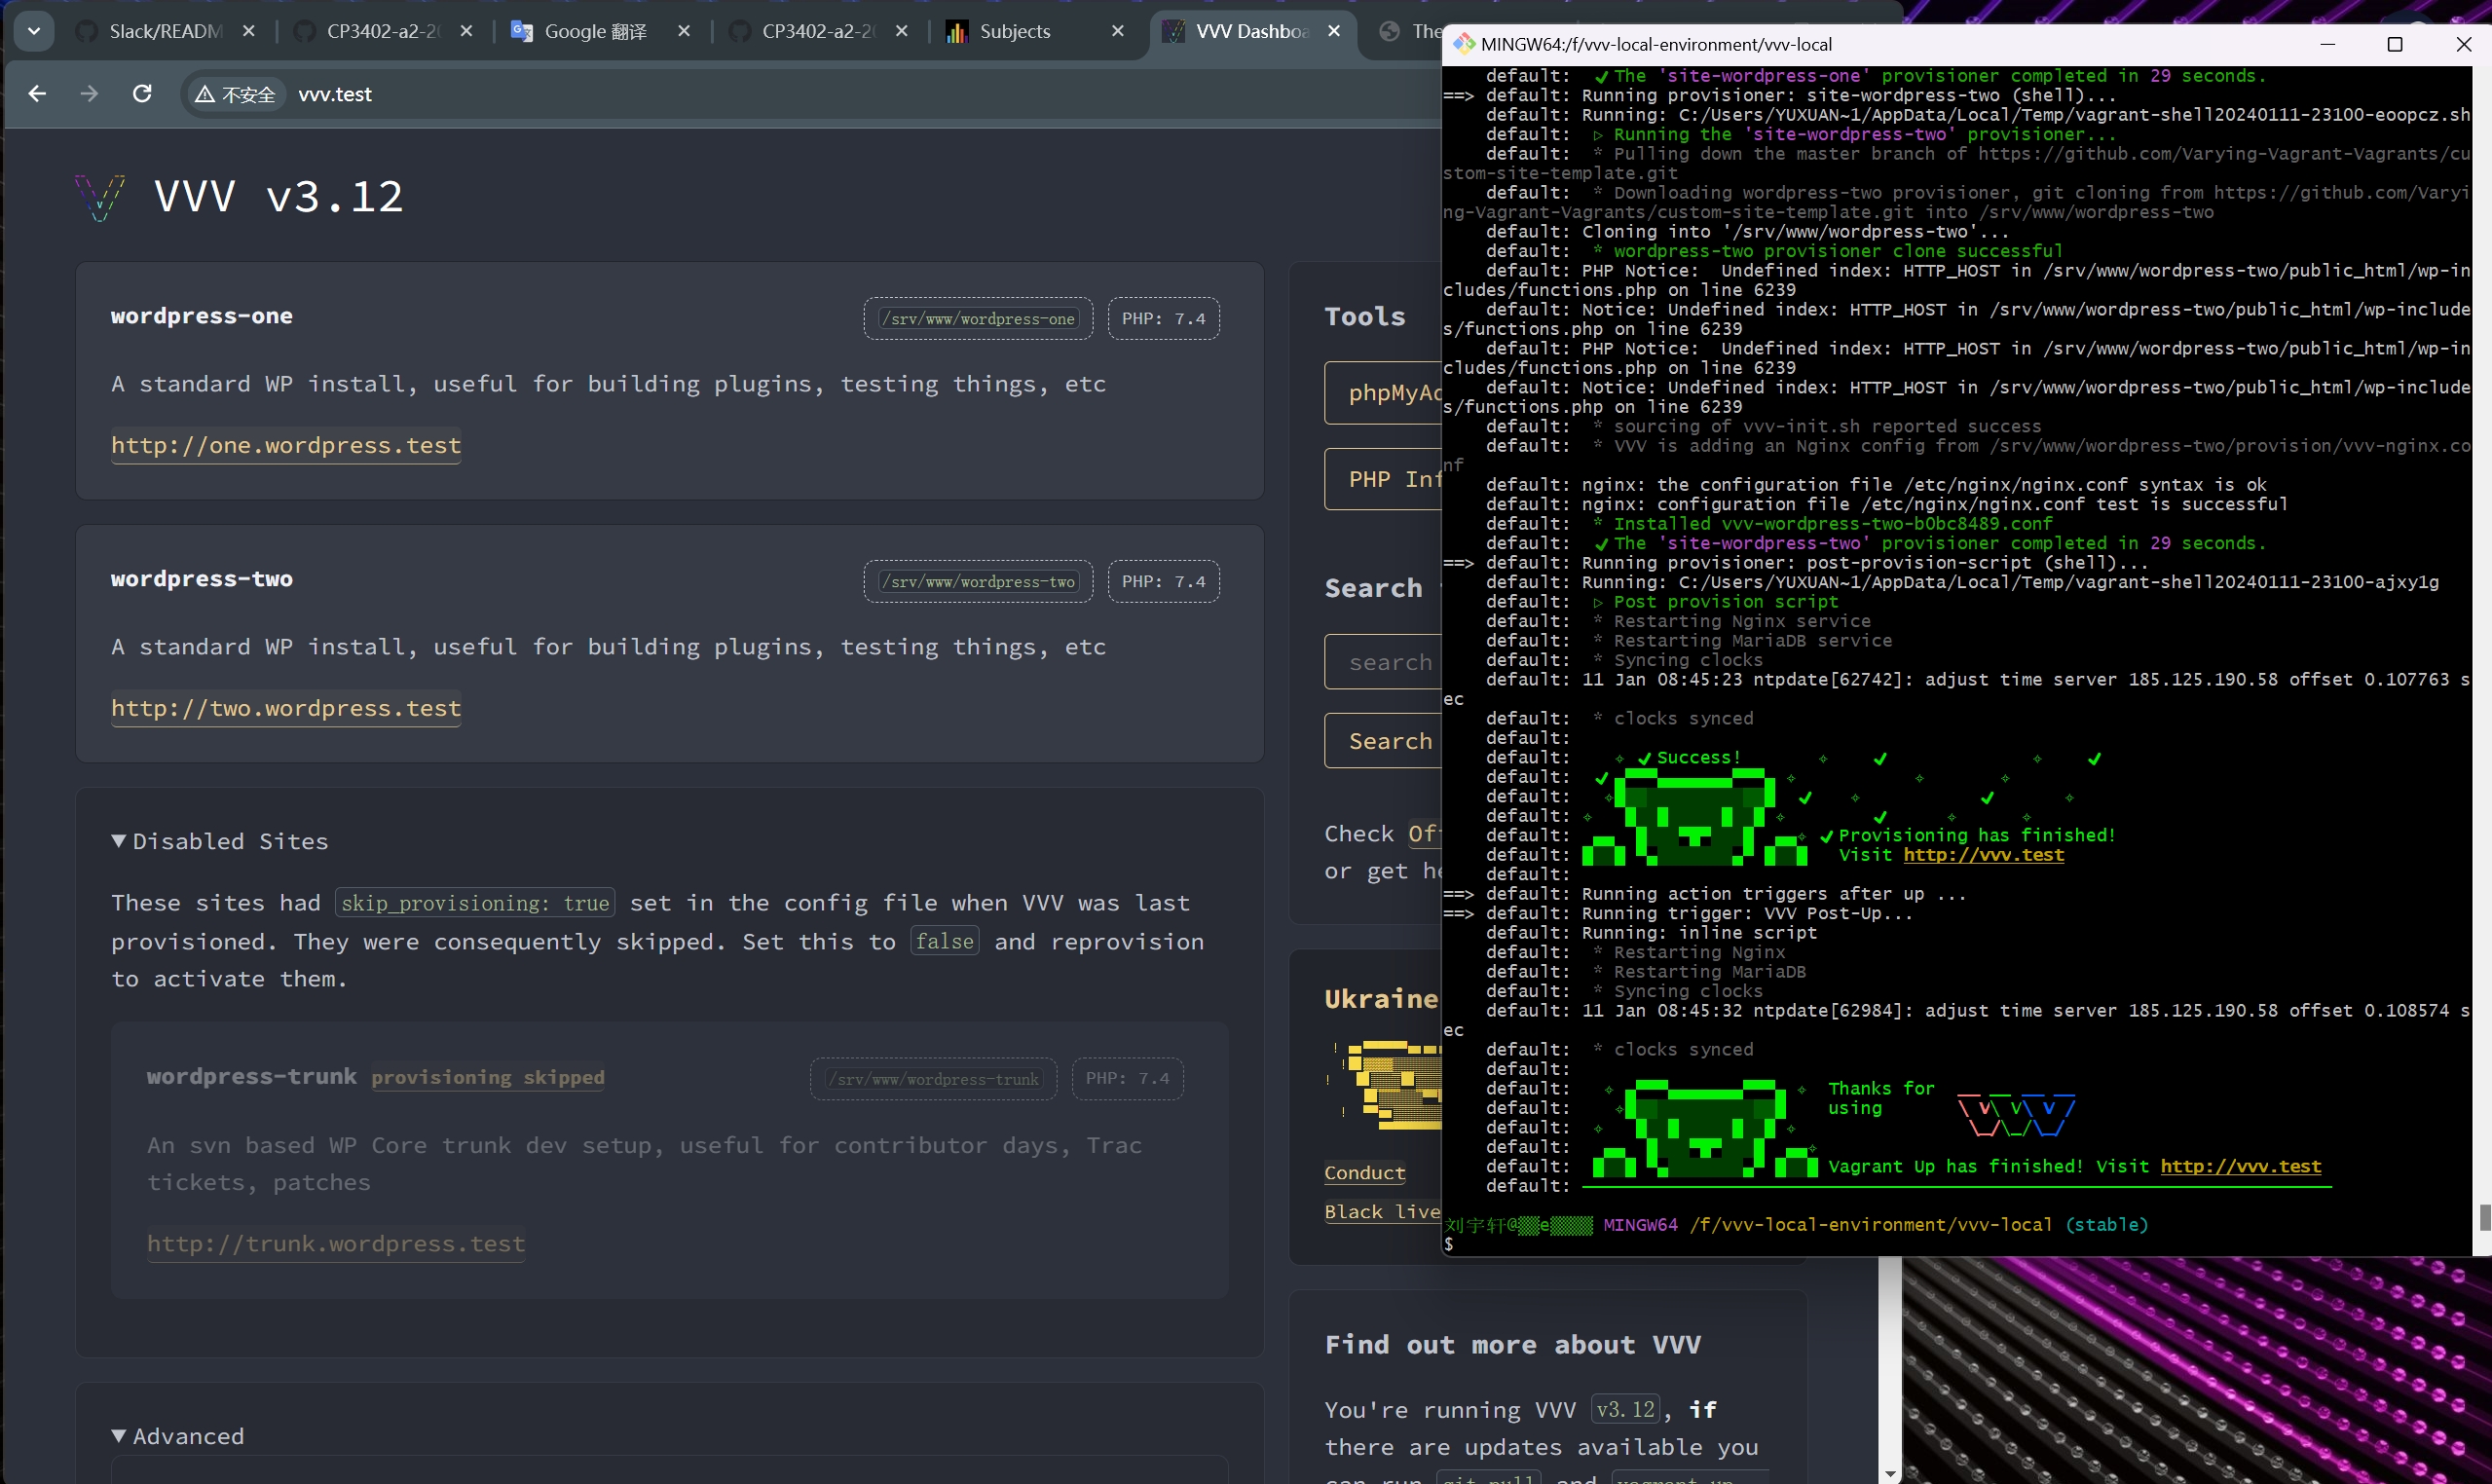 Slack/READM
CP3402-a2-20
Google 翻译
CP3402-a2-20
Subjects
VVV Dashboa
The
不安全
vvv.test
VVV v3.12
wordpress-one
/srv/www/wordpress-one
PHP: 7.4
A standard WP install, useful for building plugins, testing things, etc
http://one.wordpress.test
wordpress-two
/srv/www/wordpress-two
PHP: 7.4
A standard WP install, useful for building plugins, testing things, etc
http://two.wordpress.test
▼Disabled Sites
These sites had skip_provisioning: true set in the config file when VVV was last
provisioned. They were consequently skipped. Set this to false and reprovision
to activate them.
wordpress-trunk provisioning skipped
/srv/www/wordpress-trunk
PHP: 7.4
An svn based WP Core trunk dev setup, useful for contributor days, Trac
tickets, patches
http://trunk.wordpress.test
▼Advanced
Tools
phpMyAd
PHP Inf
Search
search
Search
Check Of
or get he
Ukraine
Conduct
Black live
Find out more about VVV
You're running VVV v3.12, if
there are updates available you
can run git pull and vagrant up
MINGW64:/f/vvv-local-environment/vvv-local
default: ✔The 'site-wordpress-one' provisioner completed in 29 seconds.
==> default: Running provisioner: site-wordpress-two (shell)...
default: Running: C:/Users/YUXUAN~1/AppData/Local/Temp/vagrant-shell20240111-23100-eoopcz.sh
default: ▷ Running the 'site-wordpress-two' provisioner...
default: * Pulling down the master branch of https://github.com/Varying-Vagrant-Vagrants/cu
stom-site-template.git
default: * Downloading wordpress-two provisioner, git cloning from https://github.com/Varyi
ng-Vagrant-Vagrants/custom-site-template.git into /srv/www/wordpress-two
default: Cloning into '/srv/www/wordpress-two'...
default: * wordpress-two provisioner clone successful
default: PHP Notice:  Undefined index: HTTP_HOST in /srv/www/wordpress-two/public_html/wp-in
cludes/functions.php on line 6239
default: Notice: Undefined index: HTTP_HOST in /srv/www/wordpress-two/public_html/wp-include
s/functions.php on line 6239
default: PHP Notice:  Undefined index: HTTP_HOST in /srv/www/wordpress-two/public_html/wp-in
cludes/functions.php on line 6239
default: Notice: Undefined index: HTTP_HOST in /srv/www/wordpress-two/public_html/wp-include
s/functions.php on line 6239
default: * sourcing of vvv-init.sh reported success
default: * VVV is adding an Nginx config from /srv/www/wordpress-two/provision/vvv-nginx.co
nf
default: nginx: the configuration file /etc/nginx/nginx.conf syntax is ok
default: nginx: configuration file /etc/nginx/nginx.conf test is successful
default: * Installed vvv-wordpress-two-b0bc8489.conf
default: ✔The 'site-wordpress-two' provisioner completed in 29 seconds.
==> default: Running provisioner: post-provision-script (shell)...
default: Running: C:/Users/YUXUAN~1/AppData/Local/Temp/vagrant-shell20240111-23100-ajxy1g
default: ▷ Post provision script
default: * Restarting Nginx service
default: * Restarting MariaDB service
default: * Syncing clocks
default: 11 Jan 08:45:23 ntpdate[62742]: adjust time server 185.125.190.58 offset 0.107763 s
ec
default: * clocks synced
default:
default: ✔Success!
default:
default:
default:
default: ✔Provisioning has finished!
default: Visit http://vvv.test
default:
==> default: Running action triggers after up ...
==> default: Running trigger: VVV Post-Up...
default: Running: inline script
default: * Restarting Nginx
default: * Restarting MariaDB
default: * Syncing clocks
default: 11 Jan 08:45:32 ntpdate[62984]: adjust time server 185.125.190.58 offset 0.108574 s
ec
default: * clocks synced
default:
default: Thanks for
default: using
default:
default:
default: Vagrant Up has finished! Visit http://vvv.test
default:
刘宇轩@▒▒e▒▒▒▒ MINGW64 /f/vvv-local-environment/vvv-local (stable)
$